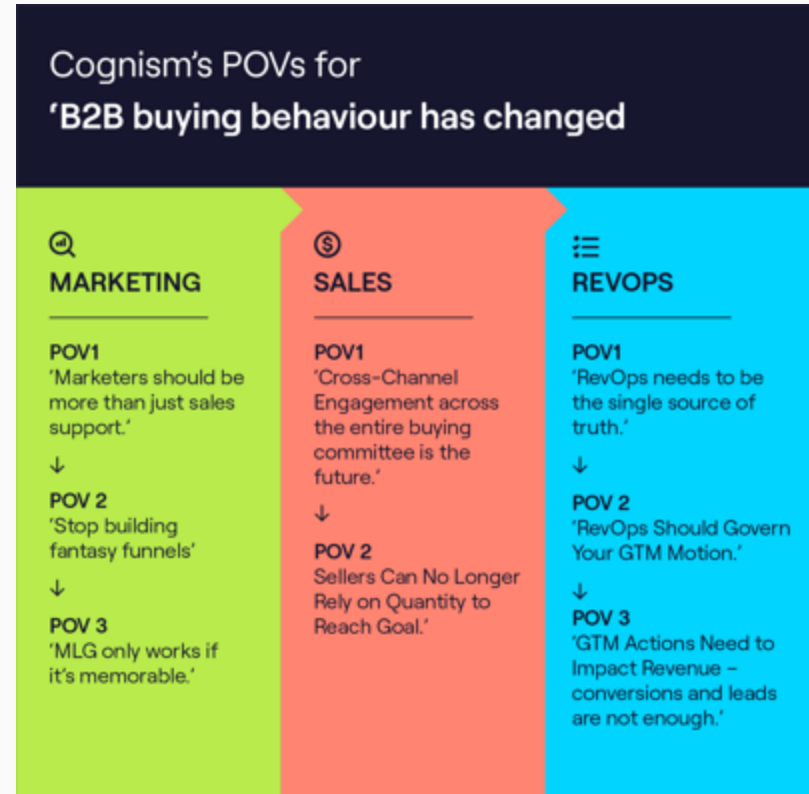 Cognism's POVs for
'B2B buying behaviour has changed
MARKETING
POV1
'Marketers should be
more than just sales
support.'
↓
POV 2
'Stop building
fantasy funnels'
↓
POV 3
'MLG only works if
it's memorable.'
SALES
POV1
'Cross-Channel
Engagement across
the entire buying
committee is the
future.'
↓
POV 2
Sellers Can No Longer
Rely on Quantity to
Reach Goal.'
REVOPS
POV1
'RevOps needs to be
the single source of
truth.'
↓
POV 2
'RevOps Should Govern
Your GTM Motion.'
↓
POV 3
'GTM Actions Need to
Impact Revenue –
conversions and leads
are not enough.'